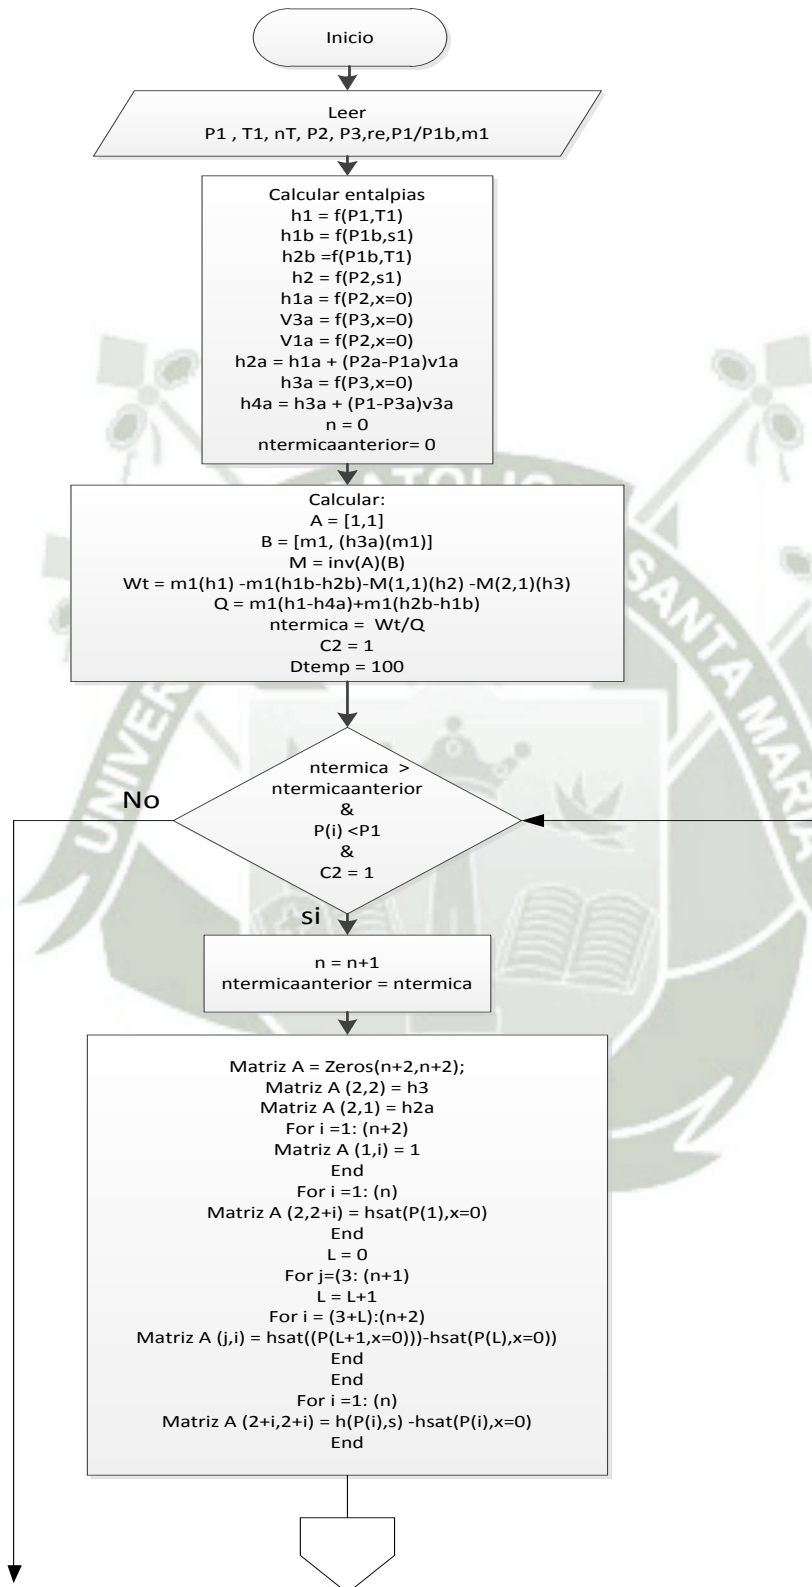 Inicio
Leer
P1 , T1, nT, P2, P3,re,P1/P1b,m1
Calcular entalpias
h1 = f(P1,T1)
h1b = f(P1b,s1)
h2b =f(P1b,T1)
h2 = f(P2,s1)
h1a = f(P2,x=0)
V3a = f(P3,x=0)
V1a = f(P2,x=0)
h2a = h1a + (P2a-P1a)v1a
h3a = f(P3,x=0)
h4a = h3a + (P1-P3a)v3a
n = 0
ntermicaanterior= 0
Calcular:
A = [1,1]
B = [m1, (h3a)(m1)]
M = inv(A)(B)
Wt = m1(h1) -m1(h1b-h2b)-M(1,1)(h2) -M(2,1)(h3)
Q = m1(h1-h4a)+m1(h2b-h1b)
ntermica = Wt/Q
C2 = 1
Dtemp = 100
ntermica >
ntermicaanterior
&
P(i) <P1
&
C2 = 1
No
si
n = n+1
ntermicaanterior = ntermica
Matriz A = Zeros(n+2,n+2);
Matriz A (2,2) = h3
Matriz A (2,1) = h2a
For i =1: (n+2)
Matriz A (1,i) = 1
End
For i =1: (n)
Matriz A (2,2+i) = hsat(P(1),x=0)
End
L = 0
For j=(3: (n+1)
L = L+1
For i = (3+L):(n+2)
Matriz A (j,i) = hsat((P(L+1,x=0)))-hsat(P(L),x=0))
End
End
For i =1: (n)
Matriz A (2+i,2+i) = h(P(i),s) -hsat(P(i),x=0)
End
SANTA MARIA